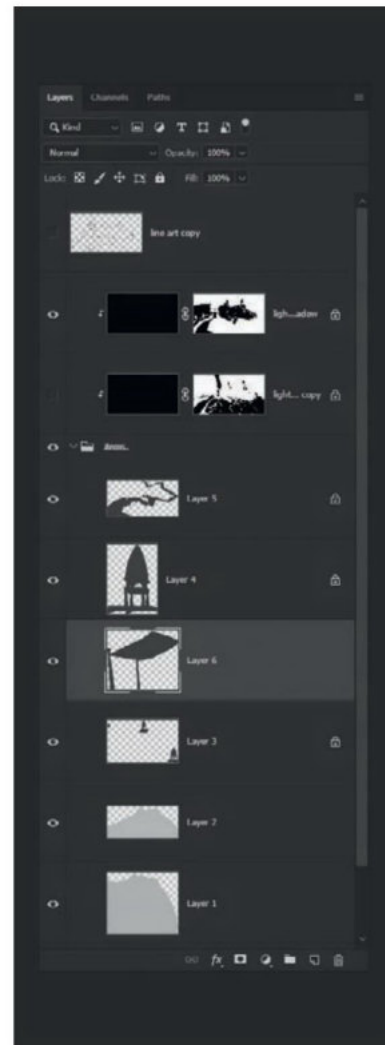 Layers Channels Paths
Kind
Normal Opacity: 100%
Lock: Fill: 100%
line art copy
ligh...adow
light... copy
Layer 5
Layer 4
Layer 6
Layer 3
Layer 2
Layer 1
fx